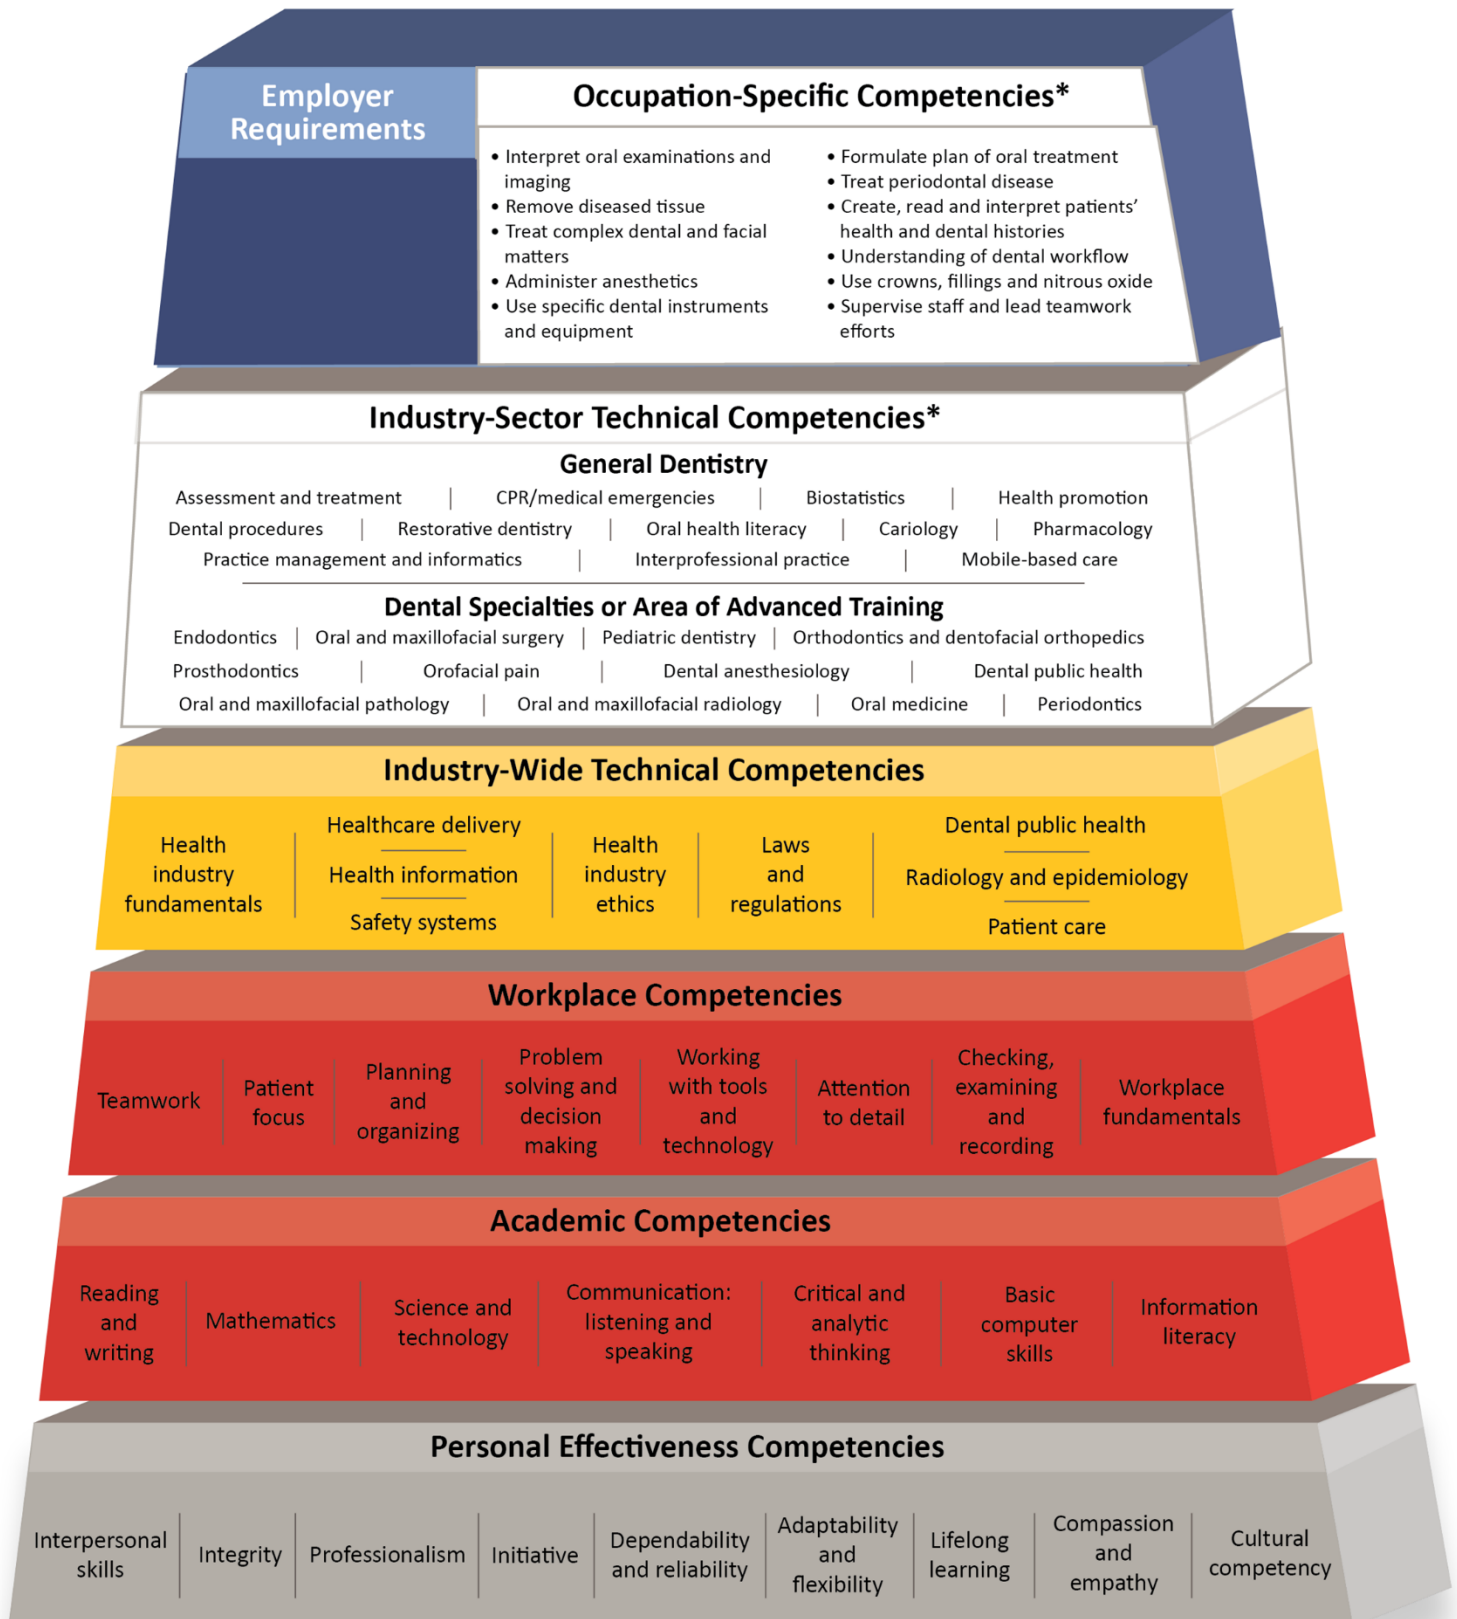 Employer
Requirements
Occupation-Specific Competencies*
• Interpret oral examinations and
imaging
• Remove diseased tissue
• Treat complex dental and facial
matters
• Administer anesthetics
• Use specific dental instruments
and equipment
• Formulate plan of oral treatment
• Treat periodontal disease
• Create, read and interpret patients’
health and dental histories
• Understanding of dental workflow
• Use crowns, fillings and nitrous oxide
• Supervise staff and lead teamwork
efforts
Industry-Sector Technical Competencies*
General Dentistry
Assessment and treatment | CPR/medical emergencies | Biostatistics | Health promotion
Dental procedures | Restorative dentistry | Oral health literacy | Cariology | Pharmacology
Practice management and informatics | Interprofessional practice | Mobile-based care
Dental Specialties or Area of Advanced Training
Endodontics | Oral and maxillofacial surgery | Pediatric dentistry | Orthodontics and dentofacial orthopedics
Prosthodontics | Orofacial pain | Dental anesthesiology | Dental public health
Oral and maxillofacial pathology | Oral and maxillofacial radiology | Oral medicine | Periodontics
Industry-Wide Technical Competencies
Health
industry
fundamentals
Healthcare delivery
Health information
Safety systems
Health
industry
ethics
Laws
and
regulations
Dental public health
Radiology and epidemiology
Patient care
Workplace Competencies
Teamwork
Patient
focus
Planning
and
organizing
Problem
solving and
decision
making
Working
with tools
and
technology
Attention
to detail
Checking,
examining
and
recording
Workplace
fundamentals
Academic Competencies
Reading
and
writing
Mathematics
Science and
technology
Communication:
listening and
speaking
Critical and
analytic
thinking
Basic
computer
skills
Information
literacy
Personal Effectiveness Competencies
Interpersonal
skills
Integrity
Professionalism
Initiative
Dependability
and reliability
Adaptability
and
flexibility
Lifelong
learning
Compassion
and
empathy
Cultural
competency